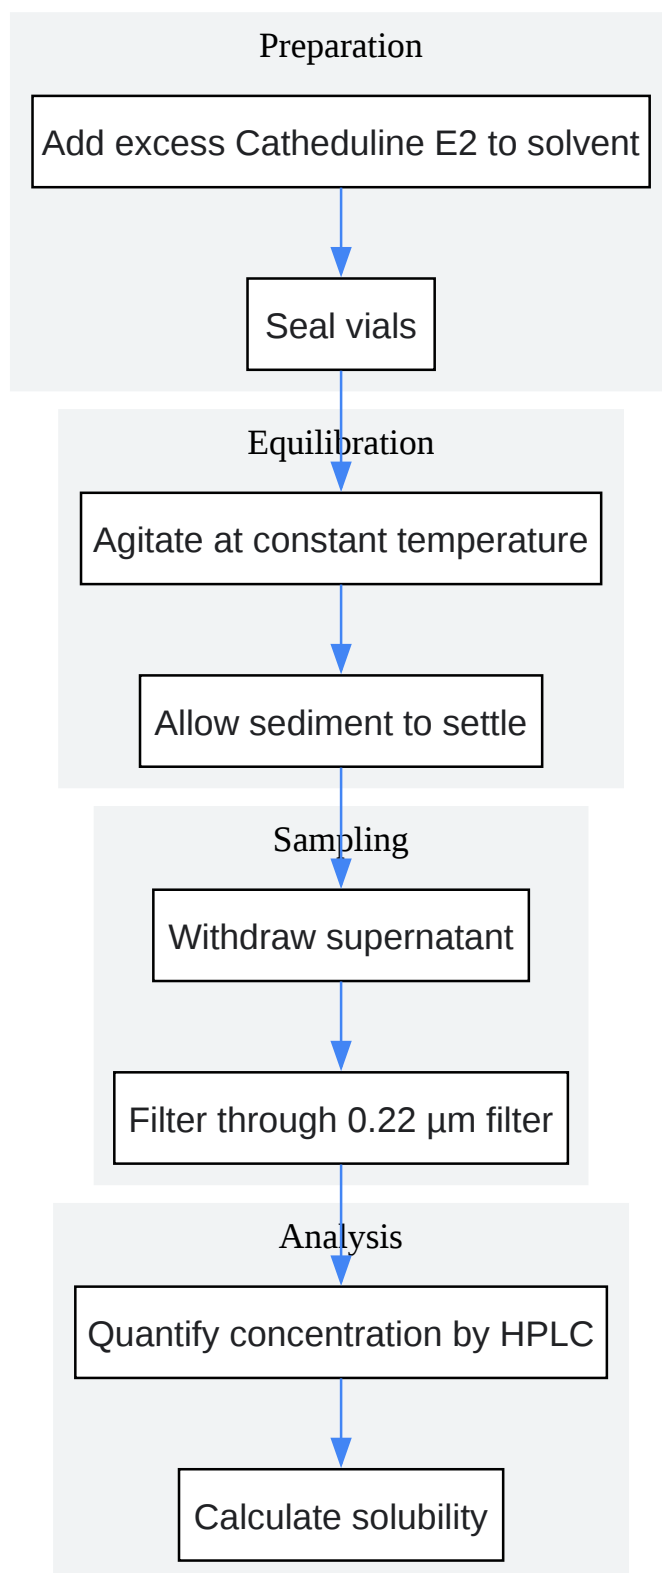 Preparation
Add excess Catheduline E2 to solvent
Seal vials
Equilibration
Agitate at constant temperature
Allow sediment to settle
Sampling
Withdraw supernatant
Filter through 0.22 µm filter
Analysis
Quantify concentration by HPLC
Calculate solubility